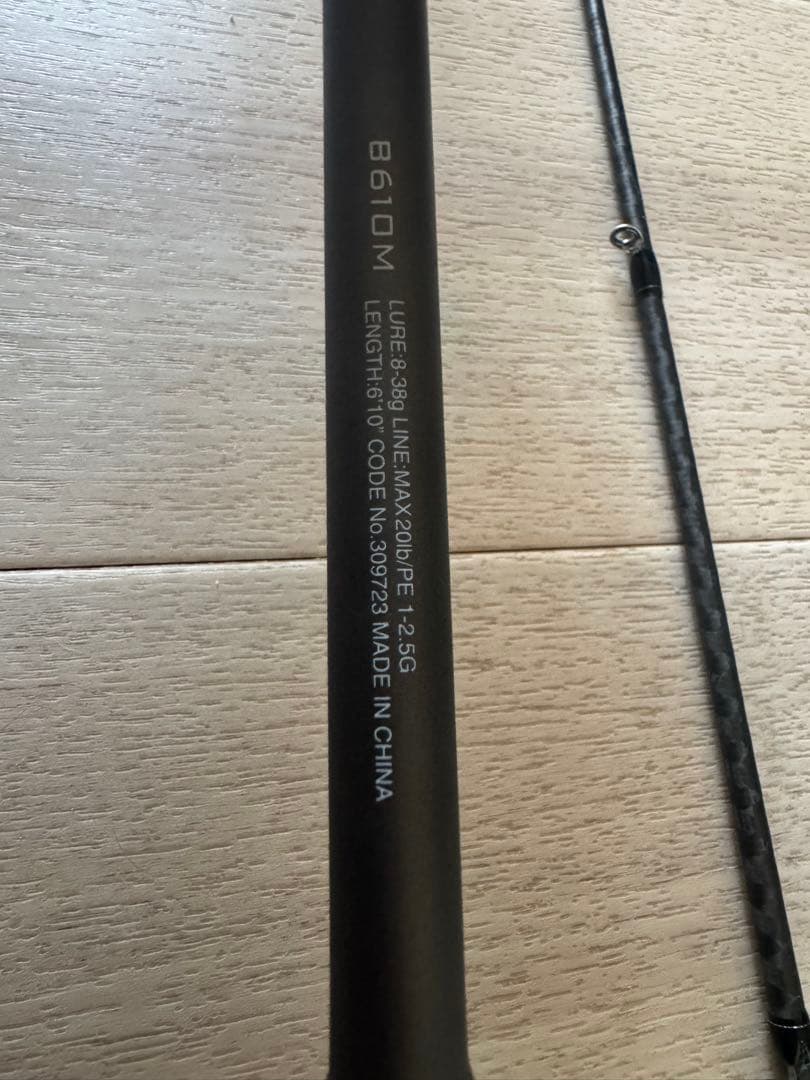 B610M
LURE:8-38g LINE:MAX20lb/PE 1-2.5G
LENGTH:6'10" CODE No.309723 MADE IN CHINA